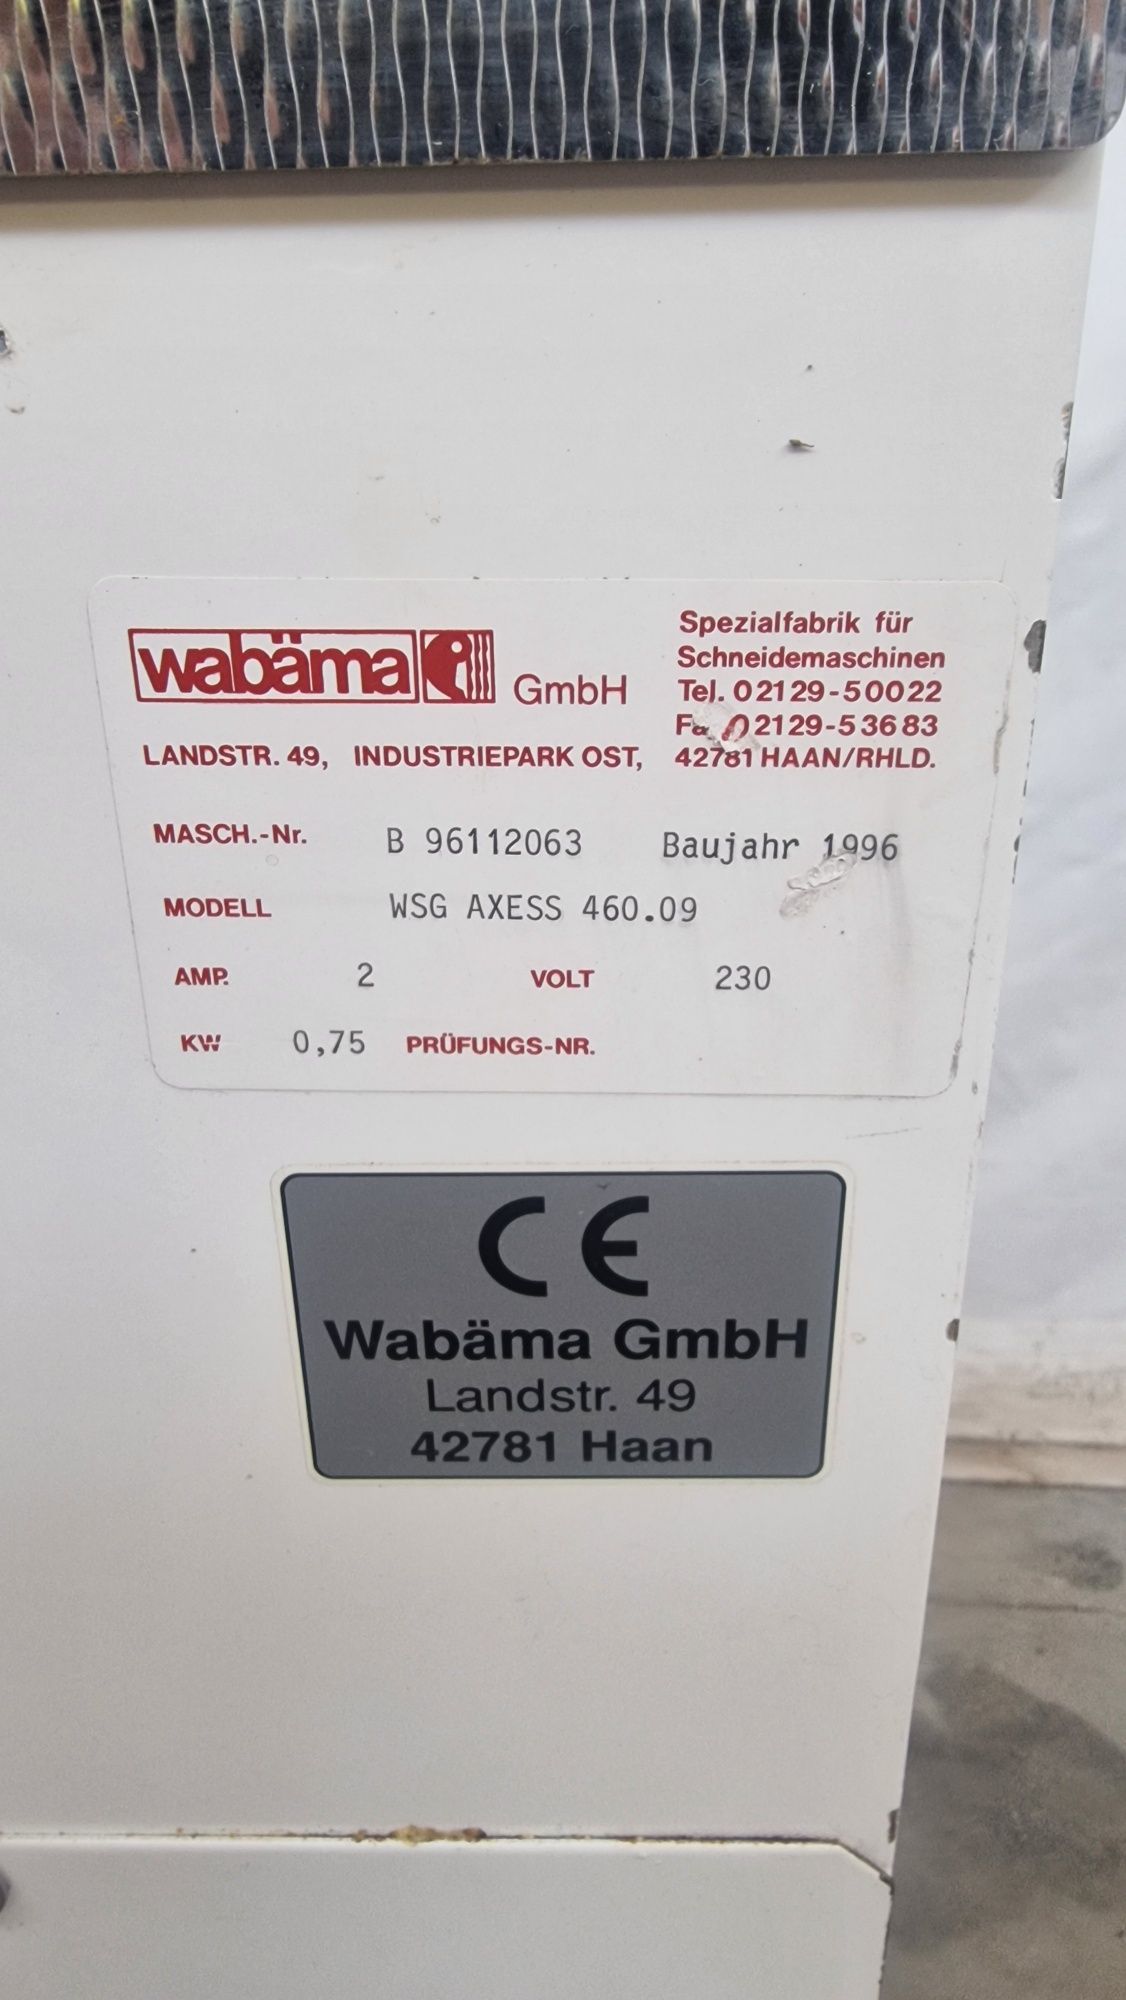 wabäma GmbH
Spezialfabrik für
Schneidemaschinen
Tel. 02129-50022
02129-53683
LANDSTR. 49, INDUSTRIEPARK OST, 42781 HAAN/RHLD.
MASCH.-Nr. B 96112063 Baujahr 1996
MODELL WSG AXESS 460.09
AMP. 2 VOLT 230
KW 0,75 PRÜFUNGS-NR.
CE
Wabäma GmbH
Landstr. 49
42781 Haan